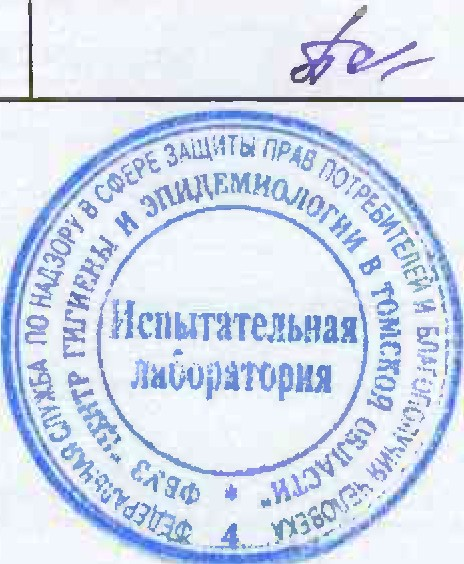 ФЕДЕРАЛЬНАЯ СЛУЖБА ПО НАДЗОРУ В СФЕРЕ ЗАЩИТЫ ПРАВ ПОТРЕБИТЕЛЕЙ И БЛАГОПОЛУЧИЯ ЧЕЛОВЕКА
ФБУЗ "ЦЕНТР ГИГИЕНЫ И ЭПИДЕМИОЛОГИИ В ТОМСКОЙ ОБЛАСТИ" *
Испытательная
лаборатория
4